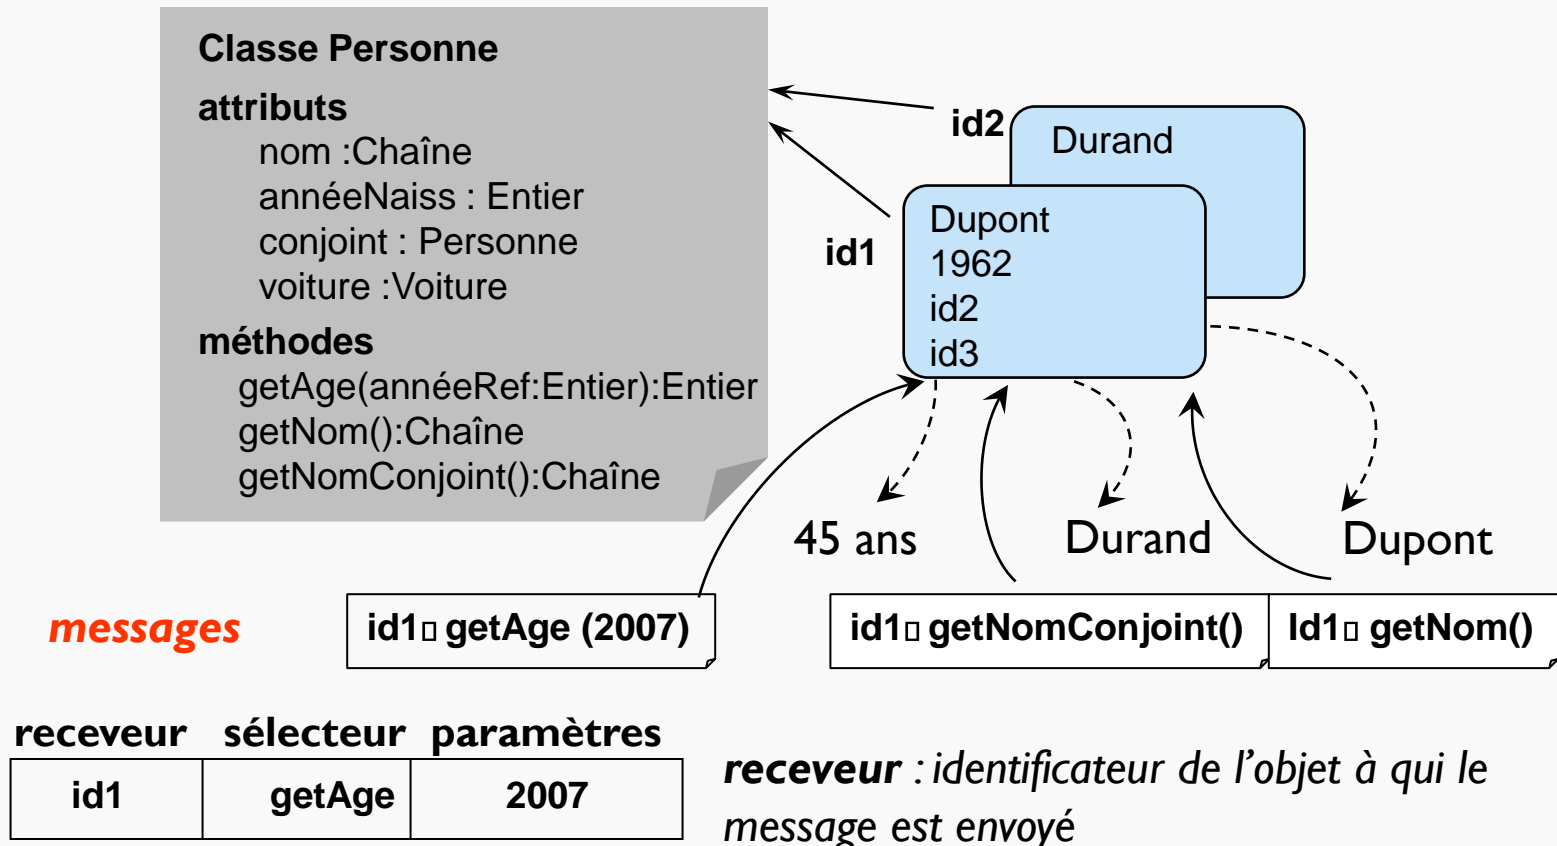 Classe Personne
attributs
nom :Chaîne
annéeNaiss : Entier
conjoint : Personne
voiture :Voiture
méthodes
getAge(annéeRef:Entier):Entier
getNom():Chaîne
getNomConjoint():Chaîne
id2
Durand
id1
Dupont
1962
id2
id3
45 ans
Durand
Dupont
messages
id1▯ getAge (2007)
id1▯ getNomConjoint()
Id1▯ getNom()
receveur sélecteur paramètres
id1 getAge 2007
receveur : identificateur de l’objet à qui le
message est envoyé